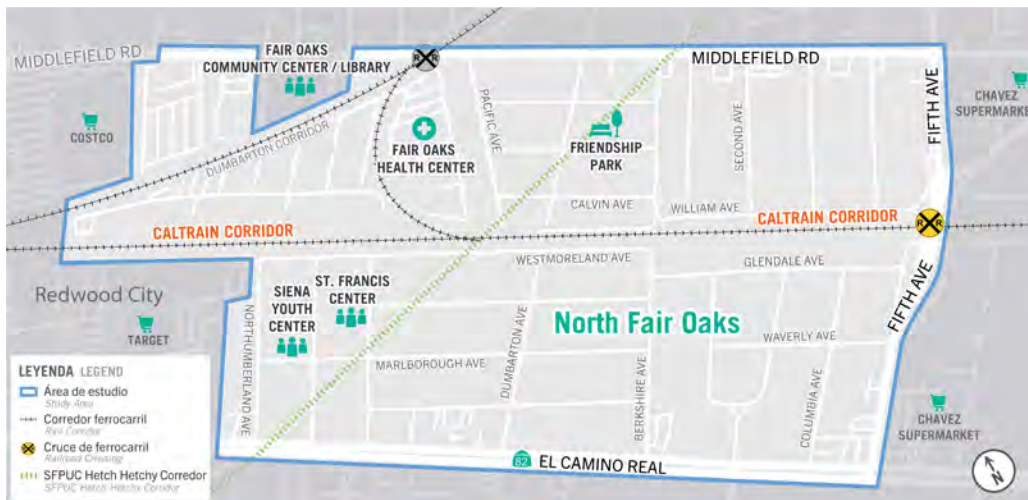 MIDDLEFIELD RD
FAIR OAKS
COMMUNITY CENTER / LIBRARY
R R
MIDDLEFIELD RD
FIFTH AVE
CHAVEZ
SUPERMARKET
COSTCO
DUMBARTON CORRIDOR
FAIR OAKS
HEALTH CENTER
PACIFIC AVE
FRIENDSHIP
PARK
SECOND AVE
CALVIN AVE
WILLIAM AVE
CALTRAIN CORRIDOR
CALTRAIN CORRIDOR
R R
WESTMORELAND AVE
GLENDALE AVE
FIFTH AVE
Redwood City
TARGET
NORTHUMBERLAND AVE
SIENA
YOUTH
CENTER
ST. FRANCIS
CENTER
North Fair Oaks
MARLBOROUGH AVE
DUMBARTON AVE
BERKSHIRE AVE
WAVERLY AVE
COLUMBIA AVE
CHAVEZ
SUPERMARKET
82
EL CAMINO REAL
LEYENDA LEGEND
Área de estudio
Study Area
Corredor ferrocarril
Rail Corridor
Cruce de ferrocarril
Railroad Crossing
SFPUC Hetch Hetchy Corredor
SFPUC Hetch Hetchy Corridor
N